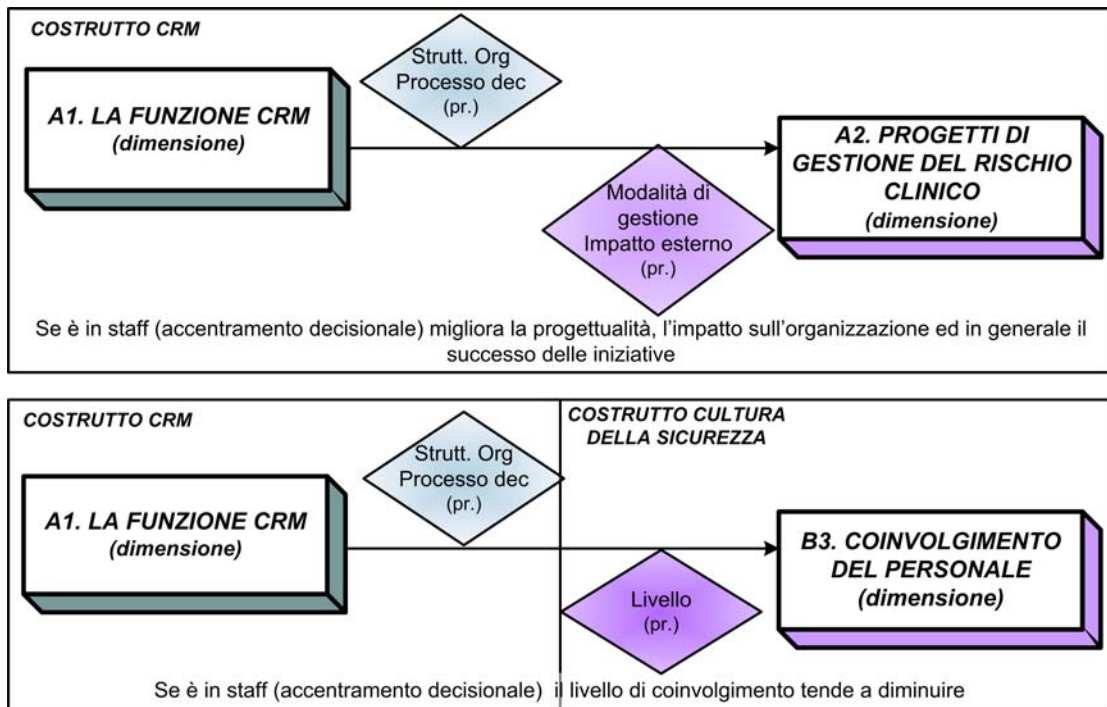 COSTRUTTO CRM
Strutt. Org
Processo dec
(pr.)
A1. LA FUNZIONE CRM
(dimensione)
A2. PROGETTI DI
GESTIONE DEL RISCHIO
CLINICO
(dimensione)
Modalità di
gestione
Impatto esterno
(pr.)
Se è in staff (accentramento decisionale) migliora la progettualità, l'impatto sull'organizzazione ed in generale il
successo delle iniziative
COSTRUTTO CRM
COSTRUTTO CULTURA
DELLA SICUREZZA
Strutt. Org
Processo dec
(pr.)
A1. LA FUNZIONE CRM
(dimensione)
B3. COINVOLGIMENTO
DEL PERSONALE
(dimensione)
Livello
(pr.)
Se è in staff (accentramento decisionale) il livello di coinvolgimento tende a diminuire